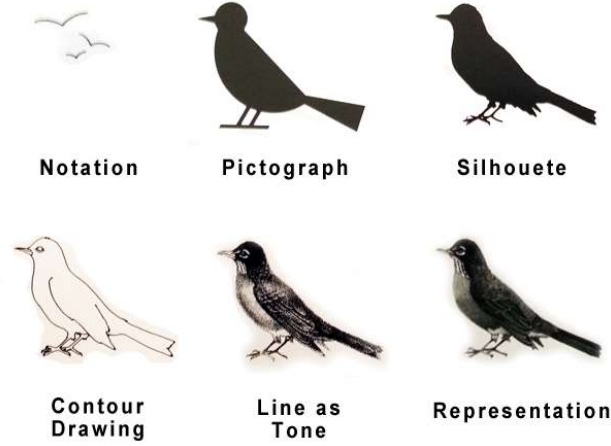 Notation
Pictograph
Silhouete
Contour
Drawing
Line as
Tone
Representation